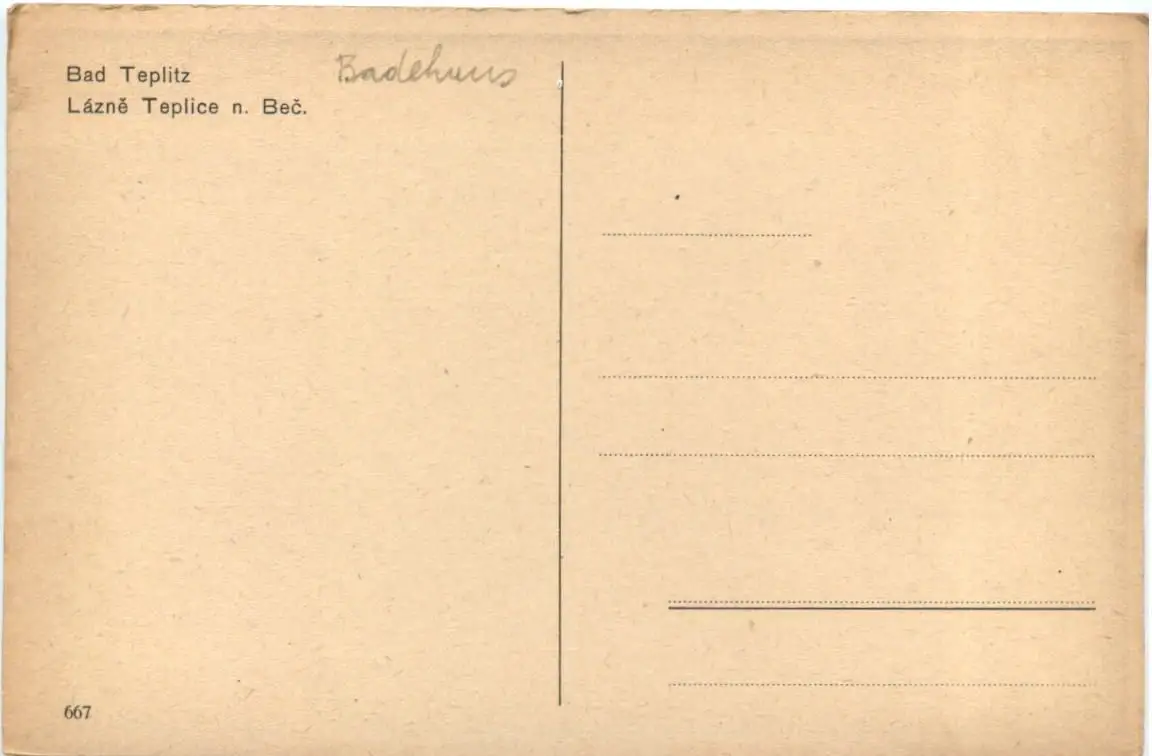 Bad Teplitz
Badehaus
Lázně Teplice n. Beč.
667